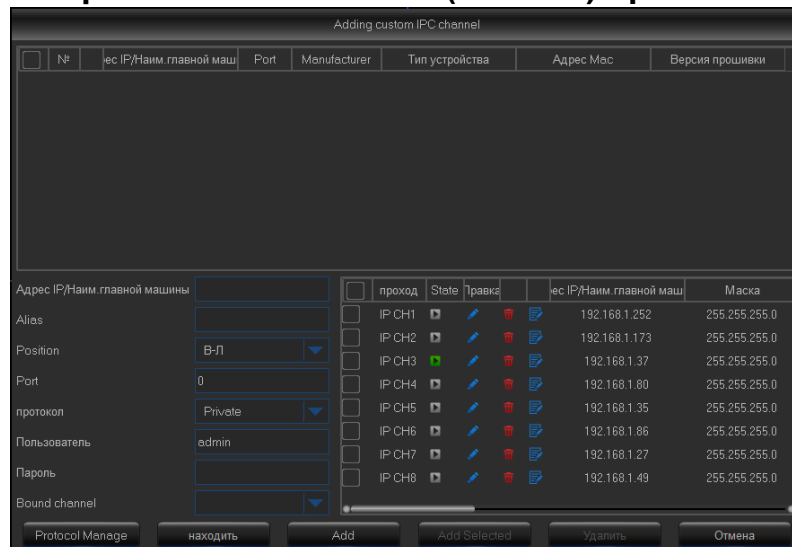 Adding custom IPC channel
№ ес IP/Наим.главной маш Port Manufacturer Тип устройства Адрес Mac Версия прошивки
Адрес IP/Наим.главной машины
Alias
Position В-Л
Port 0
протокол Private
Пользователь admin
Пароль
Bound channel
проход State Правка ес IP/Наим.главной маш Маска
IP CH1 192.168.1.252 255.255.255.0
IP CH2 192.168.1.173 255.255.255.0
IP CH3 192.168.1.37 255.255.255.0
IP CH4 192.168.1.80 255.255.255.0
IP CH5 192.168.1.35 255.255.255.0
IP CH6 192.168.1.86 255.255.255.0
IP CH7 192.168.1.27 255.255.255.0
IP CH8 192.168.1.49 255.255.255.0
Protocol Manage находить Add Add Selected Удалить Отмена